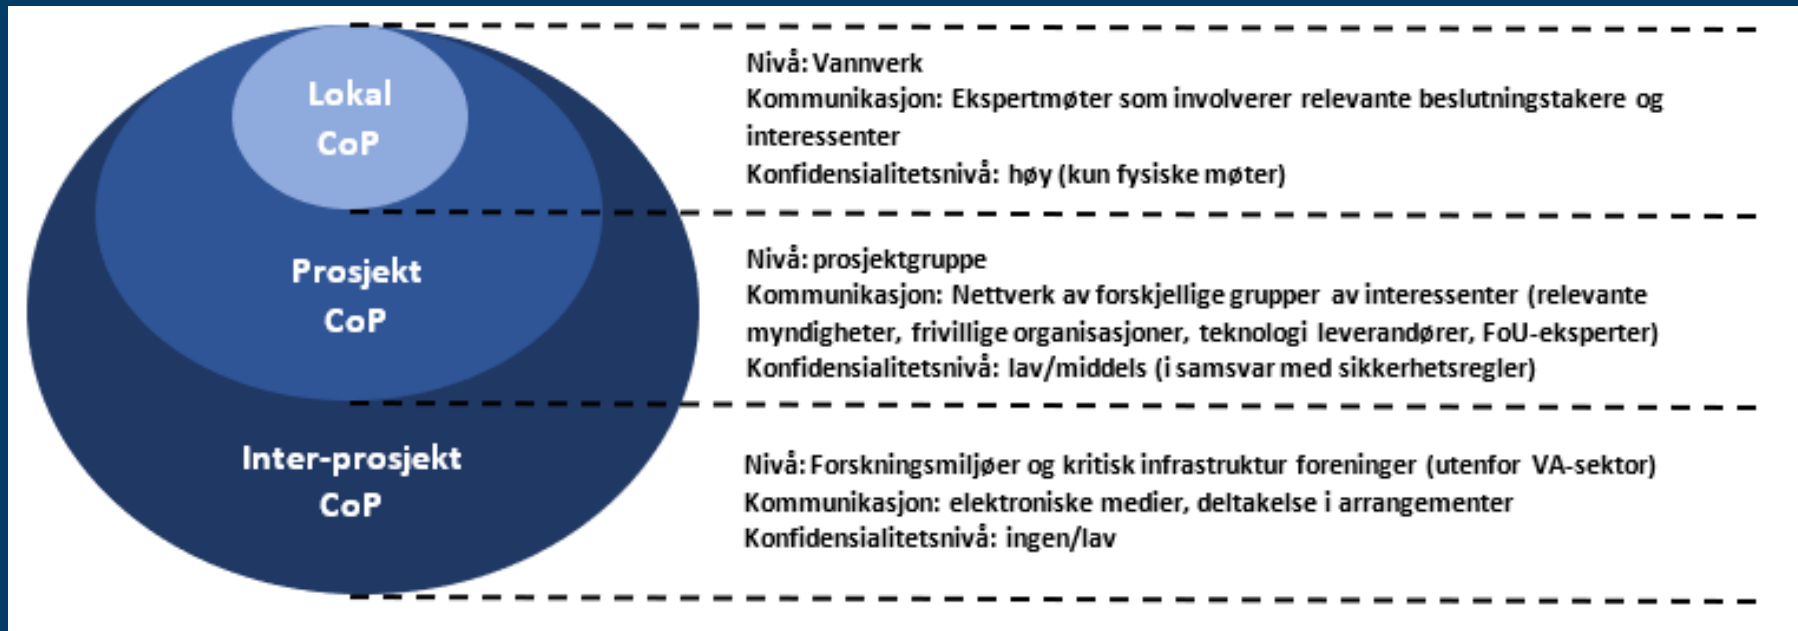 Lokal
CoP
Nivå: Vannverk
Kommunikasjon: Ekspertmøter som involverer relevante beslutningstakere og
interessenter
Konfidensialitetsnivå: høy (kun fysiske møter)
Prosjekt
CoP
Nivå: prosjektgruppe
Kommunikasjon: Nettverk av forskjellige grupper av interessenter (relevante
myndigheter, frivillige organisasjoner, teknologi leverandører, FoU-eksperter)
Konfidensialitetsnivå: lav/middels (i samsvar med sikkerhetsregler)
Inter-prosjekt
CoP
Nivå: Forskningsmiljøer og kritisk infrastruktur foreninger (utenfor VA-sektor)
Kommunikasjon: elektroniske medier, deltakelse i arrangementer
Konfidensialitetsnivå: ingen/lav